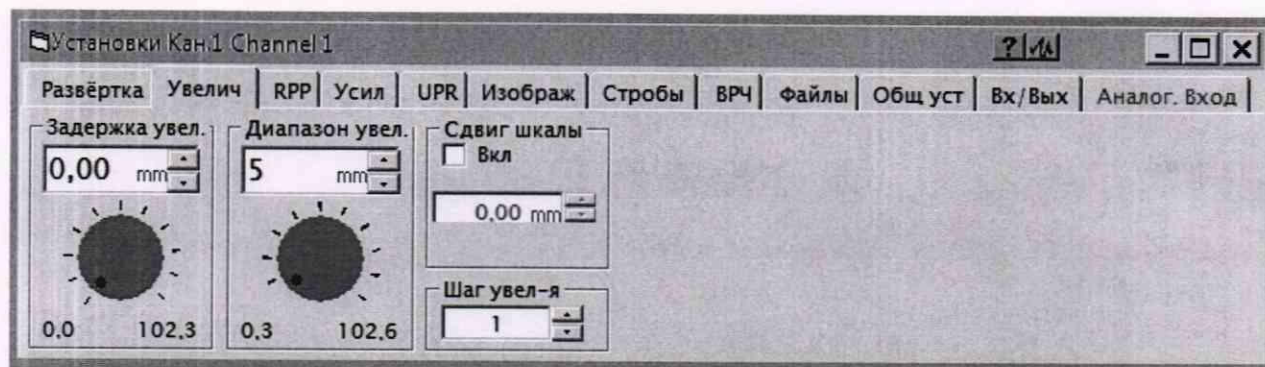 Установки Кан.1 Channel 1
Развёртка Увелич RPP Усил UPR Изображ Стробы ВРЧ Файлы Общ уст Вх/Вых Аналог. Вход
Задержка увел. Диапазон увел. Сдвиг шкалы
Вкл
0,00 mm 5 mm
0,00 mm
Шаг увел-я
1
0,0 102,3 0,3 102,6